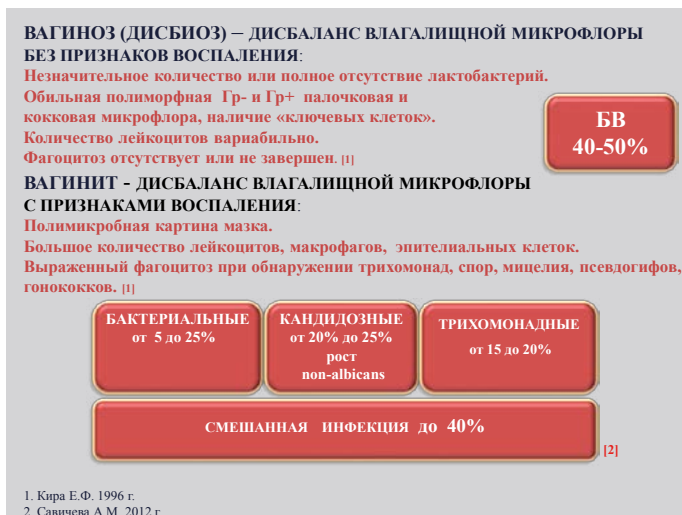 ВАГИНОЗ (ДИСБИОЗ) – ДИСБАЛАНС ВЛАГАЛИЩНОЙ МИКРОФЛОРЫ
БЕЗ ПРИЗНАКОВ ВОСПАЛЕНИЯ:
Незначительное количество или полное отсутствие лактобактерий.
Обильная полиморфная Гр- и Гр+ палочковая и
кокковая микрофлора, наличие «ключевых клеток».
Количество лейкоцитов вариабильно.
Фагоцитоз отсутствует или не завершен. [1]
БВ
40-50%
ВАГИНИТ - ДИСБАЛАНС ВЛАГАЛИЩНОЙ МИКРОФЛОРЫ
С ПРИЗНАКАМИ ВОСПАЛЕНИЯ:
Полимикробная картина мазка.
Большое количество лейкоцитов, макрофагов, эпителиальных клеток.
Выраженный фагоцитоз при обнаружении трихомонад, спор, мицелия, псевдогифов,
гонококков. [1]
БАКТЕРИАЛЬНЫЕ
от 5 до 25%
КАНДИДОЗНЫЕ
от 20% до 25%
рост
non-albicans
ТРИХОМОНАДНЫЕ
от 15 до 20%
СМЕШАННАЯ ИНФЕКЦИЯ до 40%
[2]
1. Кира Е.Ф. 1996 г.
2. Савичева А.М. 2012 г.